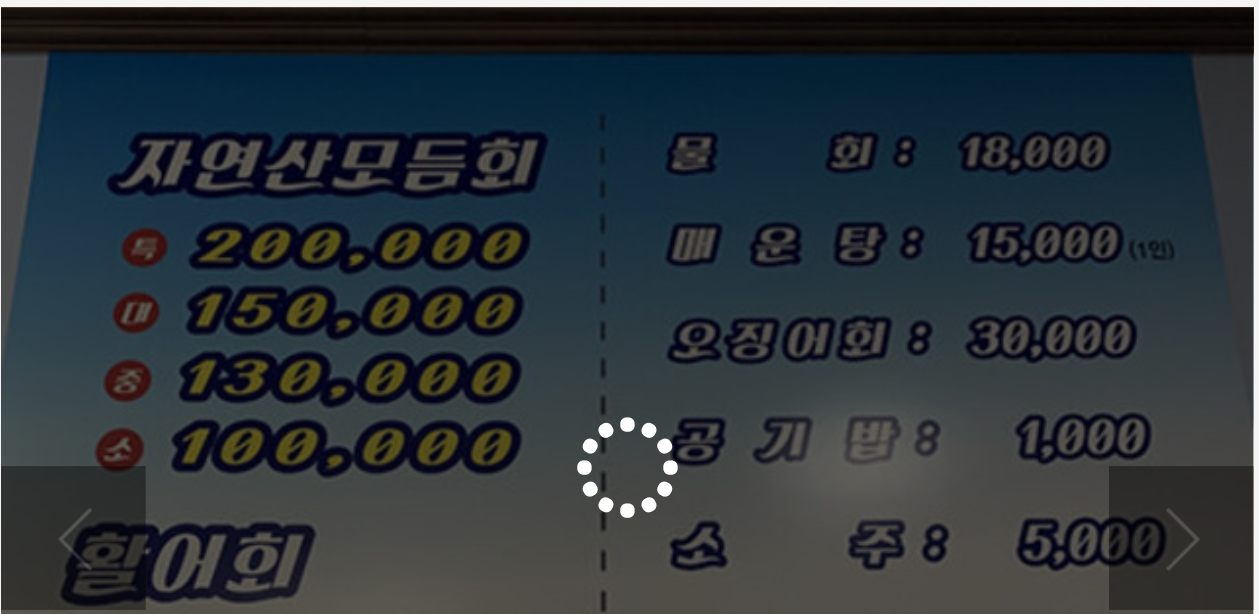 자연산모듬회
특 200,000
대 150,000
중 130,000
소 100,000
활어회
물 회 : 18,000
매 운 탕 : 15,000 (1인)
오징어회 : 30,000
공 기 밥 : 1,000
소 주 : 5,000